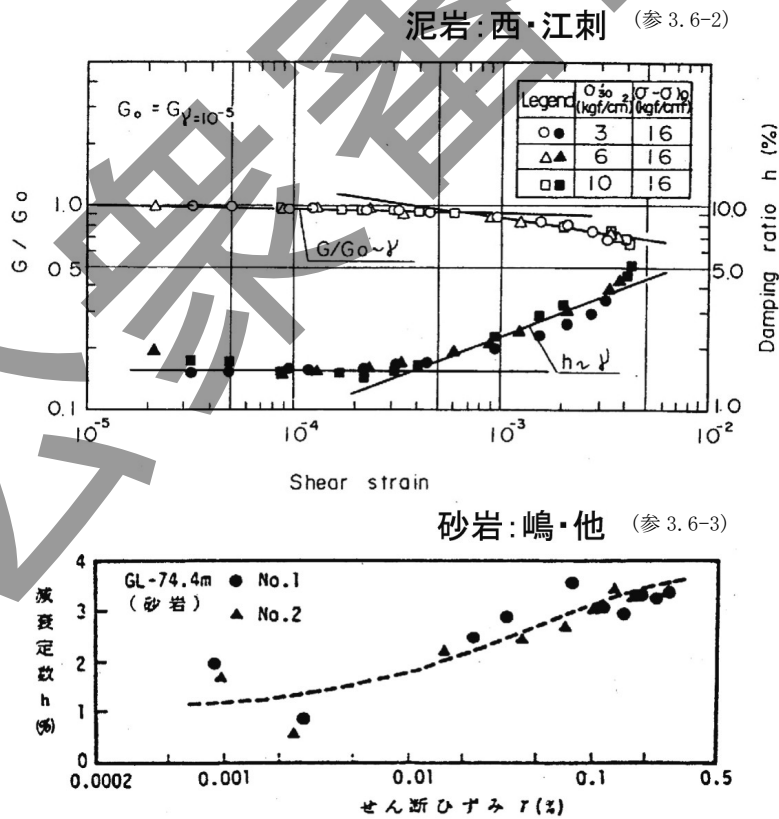 泥岩:西・江刺 (参 3.6-2)
G₀ = Gγ=10⁻⁵
Legend σ₃₀ (kgf/cm²) (σ-σ)₀ (kgf/cm²)
○ ● 3 16
△ ▲ 6 16
□ ■ 10 16
G / G₀
1.0
0.5
0.1
G/G₀~γ
h~γ
Damping ratio h (%)
10.0
5.0
1.0
10⁻⁵ 10⁻⁴ 10⁻³ 10⁻²
Shear strain
砂岩:嶋・他 (参 3.6-3)
GL-74.4m ● No.1
(砂岩) ▲ No.2
減衰定数 h (%)
4
3
2
1
0
0.0002 0.001 0.01 0.1 0.5
せん断ひずみ γ(%)